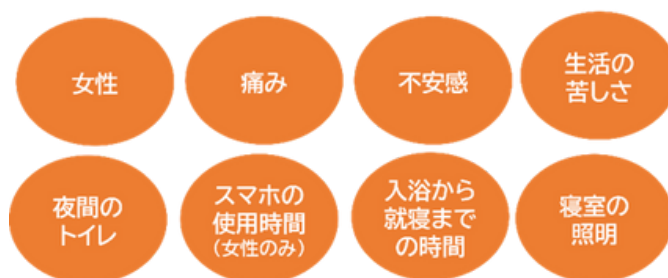 女性
痛み
不安感
生活の
苦しさ
夜間の
トイレ
スマホの
使用時間
(女性のみ)
入浴から
就寝まで
の時間
寝室の
照明